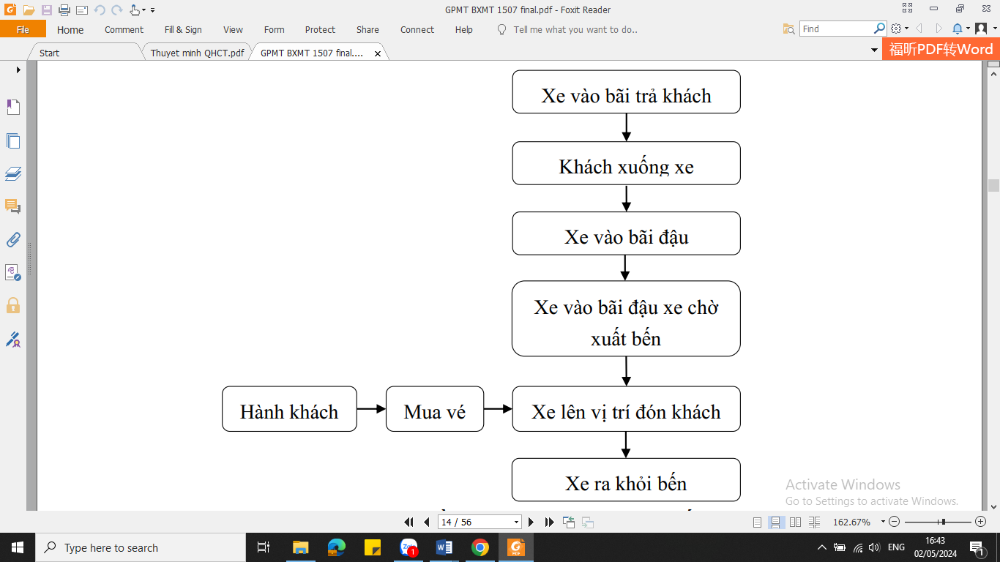 GPMT BXMT 1507 final.pdf - Foxit Reader
File Home Comment Fill & Sign View Form Protect Share Connect Help Tell me what you want to do.. Find
Start Thuyet minh QHCT.pdf GPMT BXMT 1507 final.... 福昕PDF转Word
Xe vào bãi trả khách
Khách xuống xe
Xe vào bãi đậu
Xe vào bãi đậu xe chờ
xuất bến
Hành khách Mua vé Xe lên vị trí đón khách
Xe ra khỏi bến
Activate Windows
Go to Settings to activate Windows.
14 / 56 162.67%
Type here to search 1 ENG 16:43
02/05/2024 1